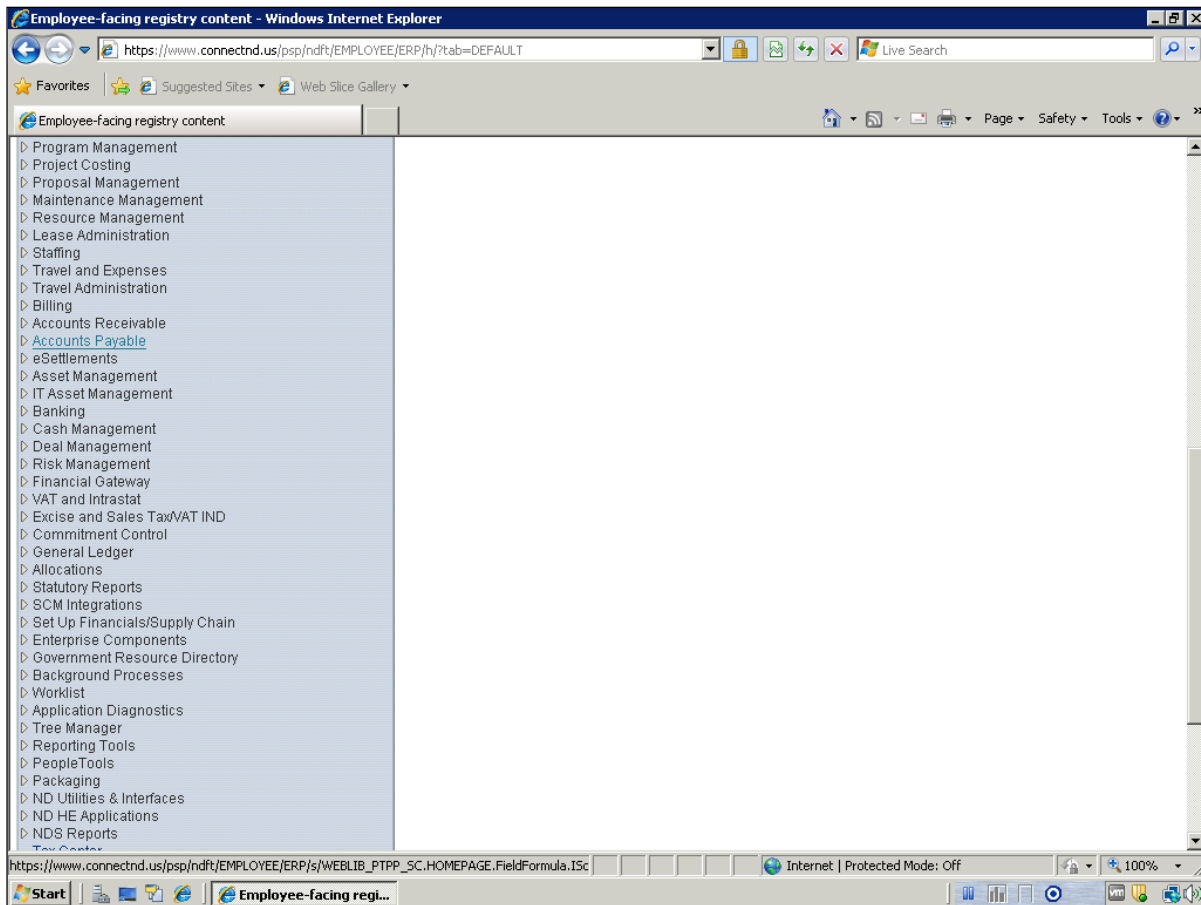 Employee-facing registry content - Windows Internet Explorer
https://www.connectnd.us/psp/ndft/EMPLOYEE/ERP/h/?tab=DEFAULT
Live Search
Favorites
Suggested Sites
Web Slice Gallery
Employee-facing registry content
Page
Safety
Tools
Program Management
Project Costing
Proposal Management
Maintenance Management
Resource Management
Lease Administration
Staffing
Travel and Expenses
Travel Administration
Billing
Accounts Receivable
Accounts Payable
eSettlements
Asset Management
IT Asset Management
Banking
Cash Management
Deal Management
Risk Management
Financial Gateway
VAT and Intrastat
Excise and Sales Tax/VAT IND
Commitment Control
General Ledger
Allocations
Statutory Reports
SCM Integrations
Set Up Financials/Supply Chain
Enterprise Components
Government Resource Directory
Background Processes
Worklist
Application Diagnostics
Tree Manager
Reporting Tools
PeopleTools
Packaging
ND Utilities & Interfaces
ND HE Applications
NDS Reports
Tax Center
https://www.connectnd.us/psp/ndft/EMPLOYEE/ERP/s/WEBLIB_PTPP_SC.HOMEPAGE.FieldFormula.ISc
Internet | Protected Mode: Off
100%
Start
Employee-facing regi...
vm